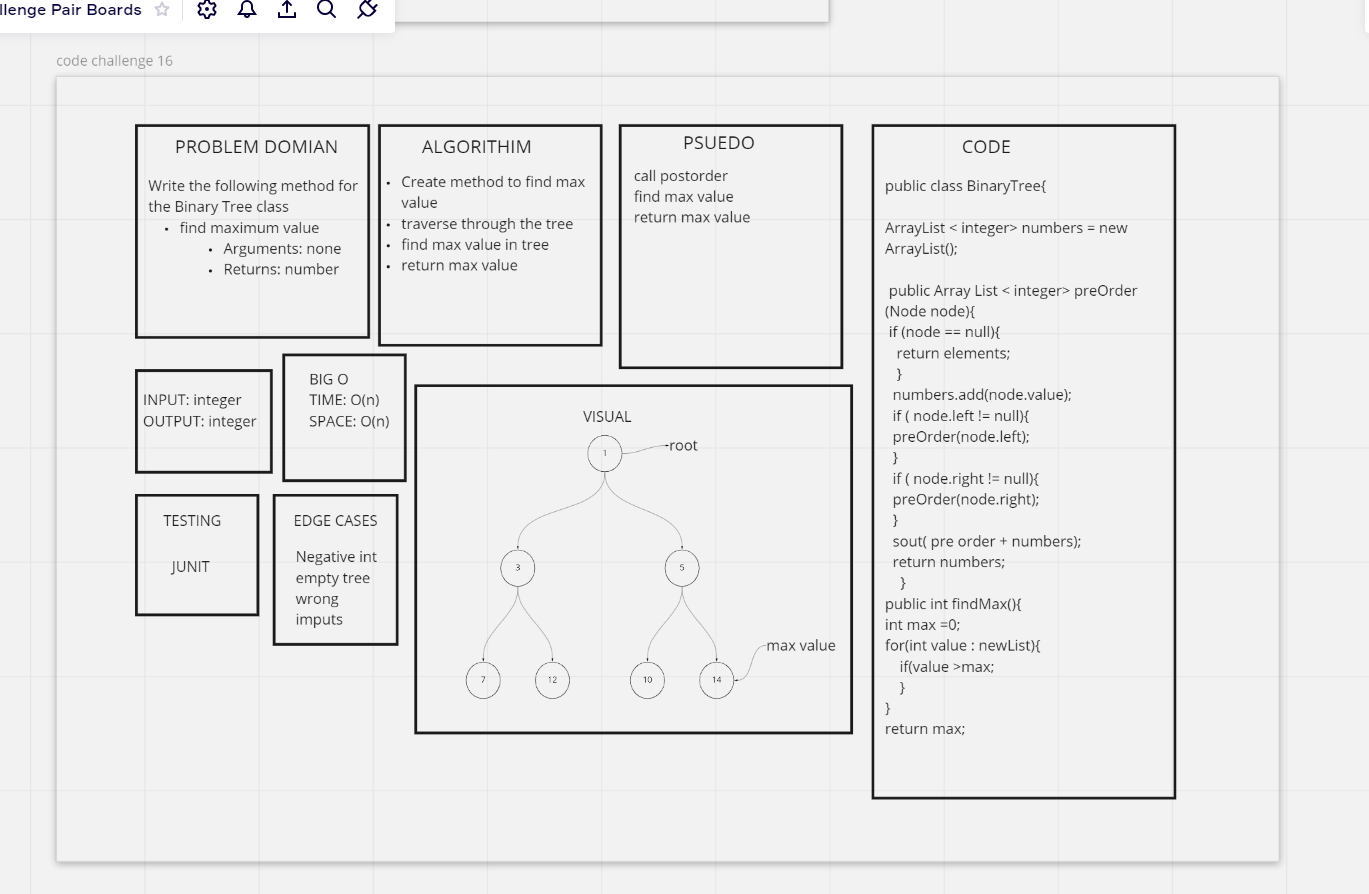 llenge Pair Boards
code challenge 16
PROBLEM DOMIAN
Write the following method for
the Binary Tree class
• find maximum value
• Arguments: none
• Returns: number
ALGORITHIM
• Create method to find max
value
• traverse through the tree
• find max value in tree
• return max value
PSUEDO
call postorder
find max value
return max value
CODE
public class BinaryTree{
ArrayList < integer> numbers = new
ArrayList();
public Array List < integer> preOrder
(Node node){
if (node == null){
return elements;
}
numbers.add(node.value);
if ( node.left != null){
preOrder(node.left);
}
if ( node.right != null){
preOrder(node.right);
}
sout( pre order + numbers);
return numbers;
}
public int findMax(){
int max =0;
for(int value : newList){
if(value >max;
}
}
return max;
INPUT: integer
OUTPUT: integer
BIG O
TIME: O(n)
SPACE: O(n)
TESTING
JUNIT
EDGE CASES
Negative int
empty tree
wrong
imputs
VISUAL
1
root
3
5
max value
7
12
10
14